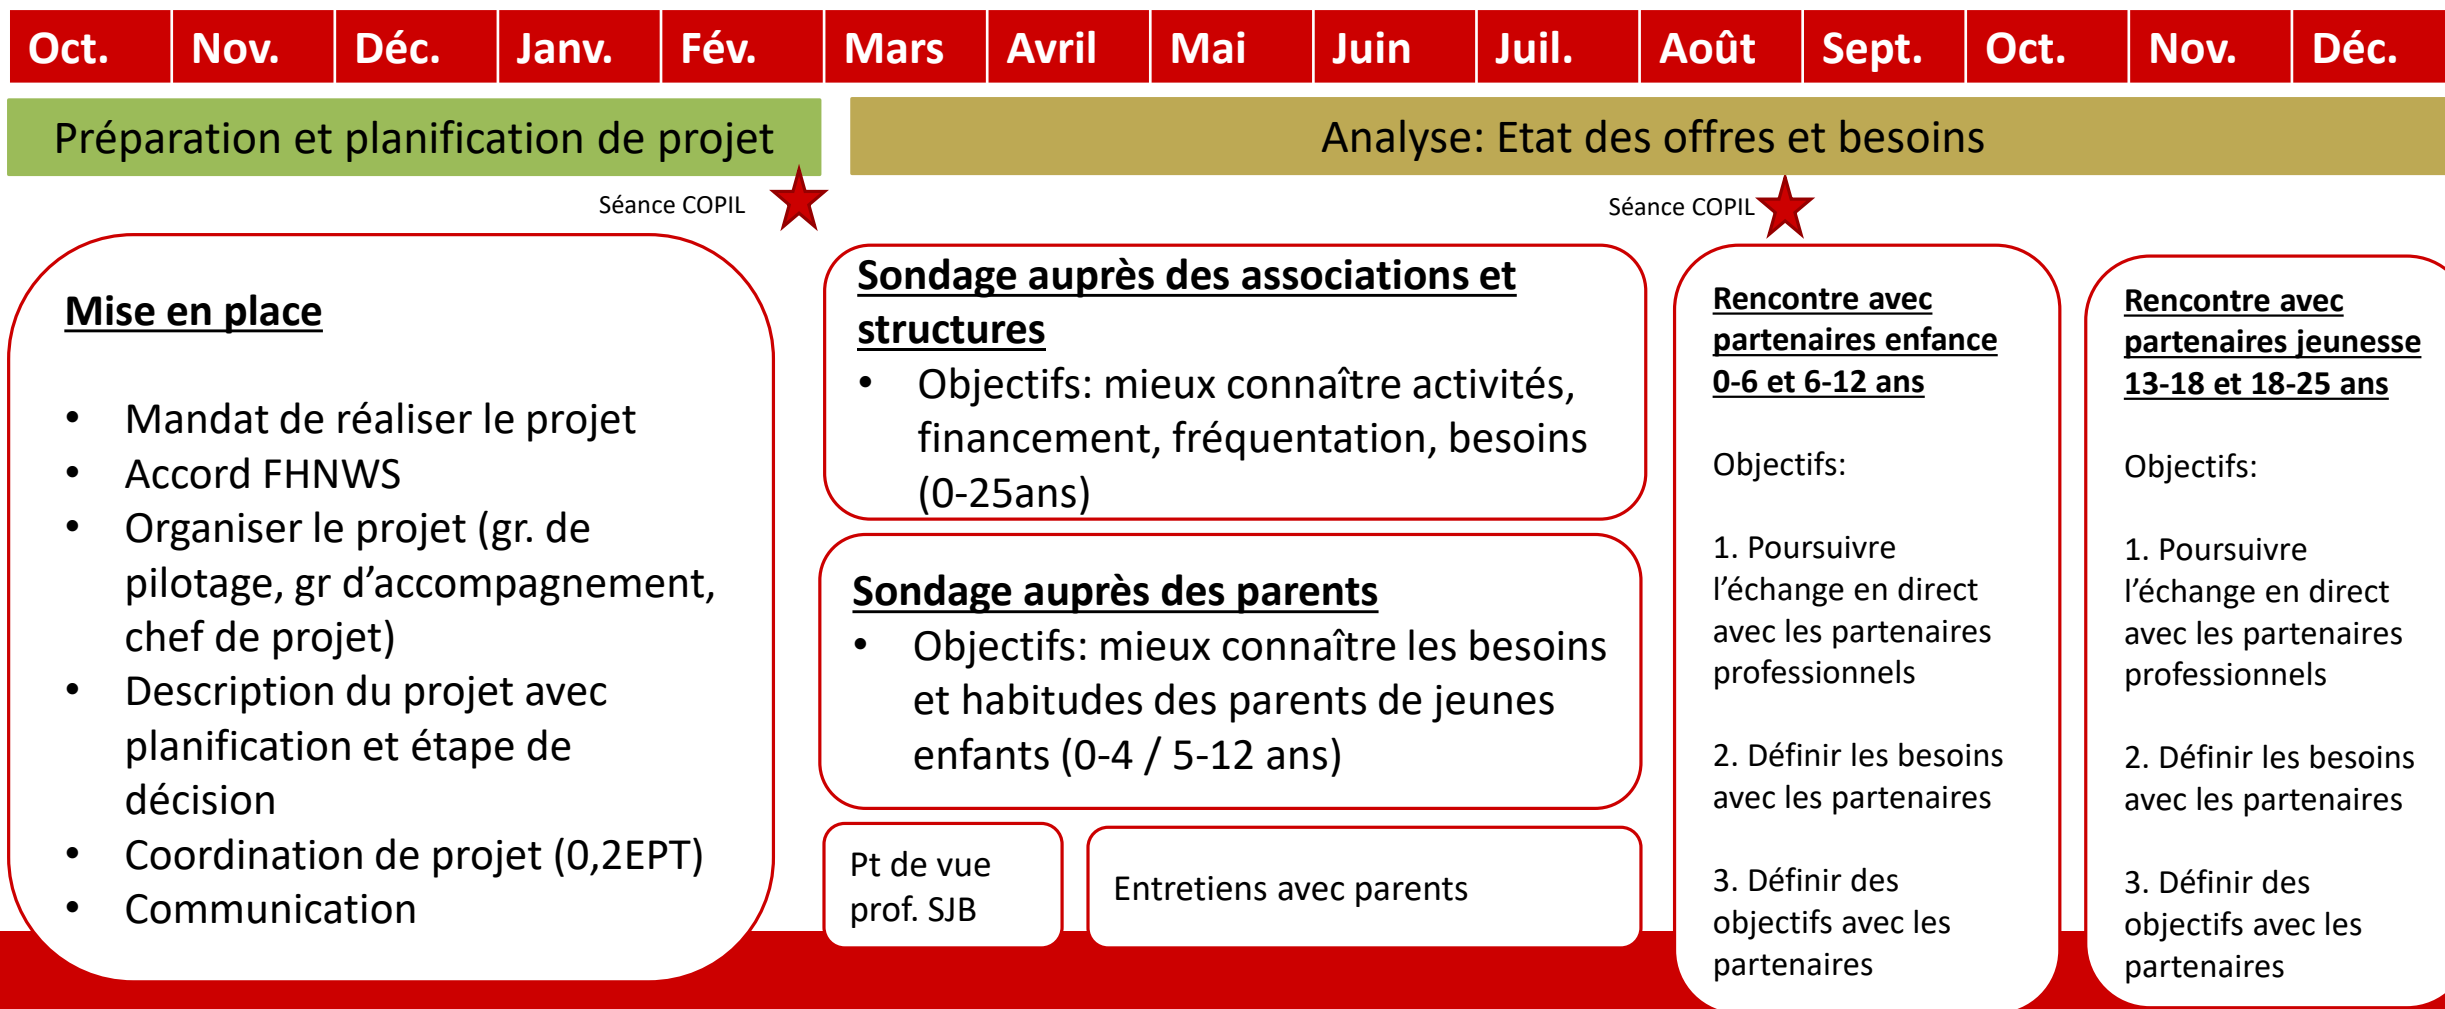 Oct. Nov. Déc. Janv. Fév. Mars Avril Mai Juin Juil. Août Sept. Oct. Nov. Déc.
Préparation et planification de projet
Analyse: Etat des offres et besoins
Séance COPIL
Séance COPIL
Mise en place
• Mandat de réaliser le projet
• Accord FHNWS
• Organiser le projet (gr. de
pilotage, gr d’accompagnement,
chef de projet)
• Description du projet avec
planification et étape de
décision
• Coordination de projet (0,2EPT)
• Communication
Sondage auprès des associations et
structures
• Objectifs: mieux connaître activités,
financement, fréquentation, besoins
(0-25ans)
Sondage auprès des parents
• Objectifs: mieux connaître les besoins
et habitudes des parents de jeunes
enfants (0-4 / 5-12 ans)
Pt de vue
prof. SJB
Entretiens avec parents
Rencontre avec
partenaires enfance
0-6 et 6-12 ans
Objectifs:
1. Poursuivre
l’échange en direct
avec les partenaires
professionnels
2. Définir les besoins
avec les partenaires
3. Définir des
objectifs avec les
partenaires
Rencontre avec
partenaires jeunesse
13-18 et 18-25 ans
Objectifs:
1. Poursuivre
l’échange en direct
avec les partenaires
professionnels
2. Définir les besoins
avec les partenaires
3. Définir des
objectifs avec les
partenaires